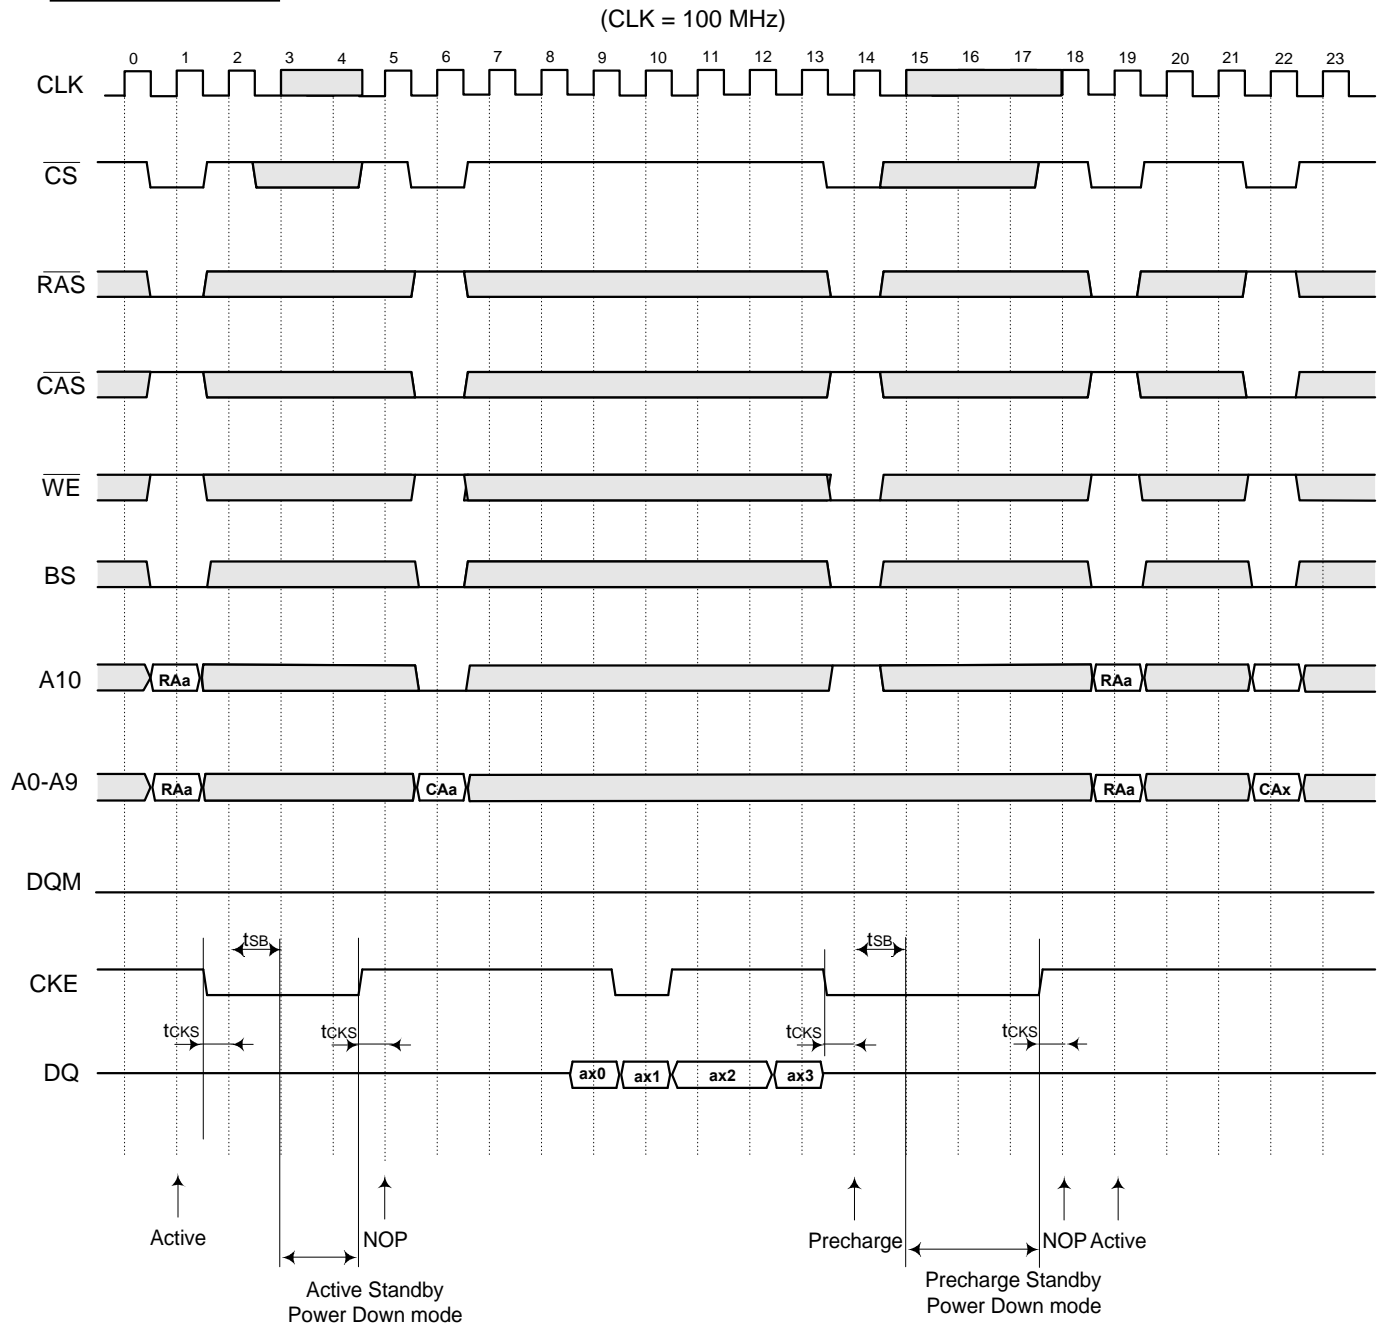 (CLK = 100 MHz)
0 1 2 3 4 5 6 7 8 9 10 11 12 13 14 15 16 17 18 19 20 21 22 23
CLK
CS
RAS
CAS
WE
BS
A10 RAa RAa
A0-A9 RAa CAa RAa CAx
DQM
tSB tSB
CKE
tCKS tCKS tCKS tCKS
DQ ax0 ax1 ax2 ax3
Active NOP Precharge NOP Active
Active Standby
Power Down mode
Precharge Standby
Power Down mode